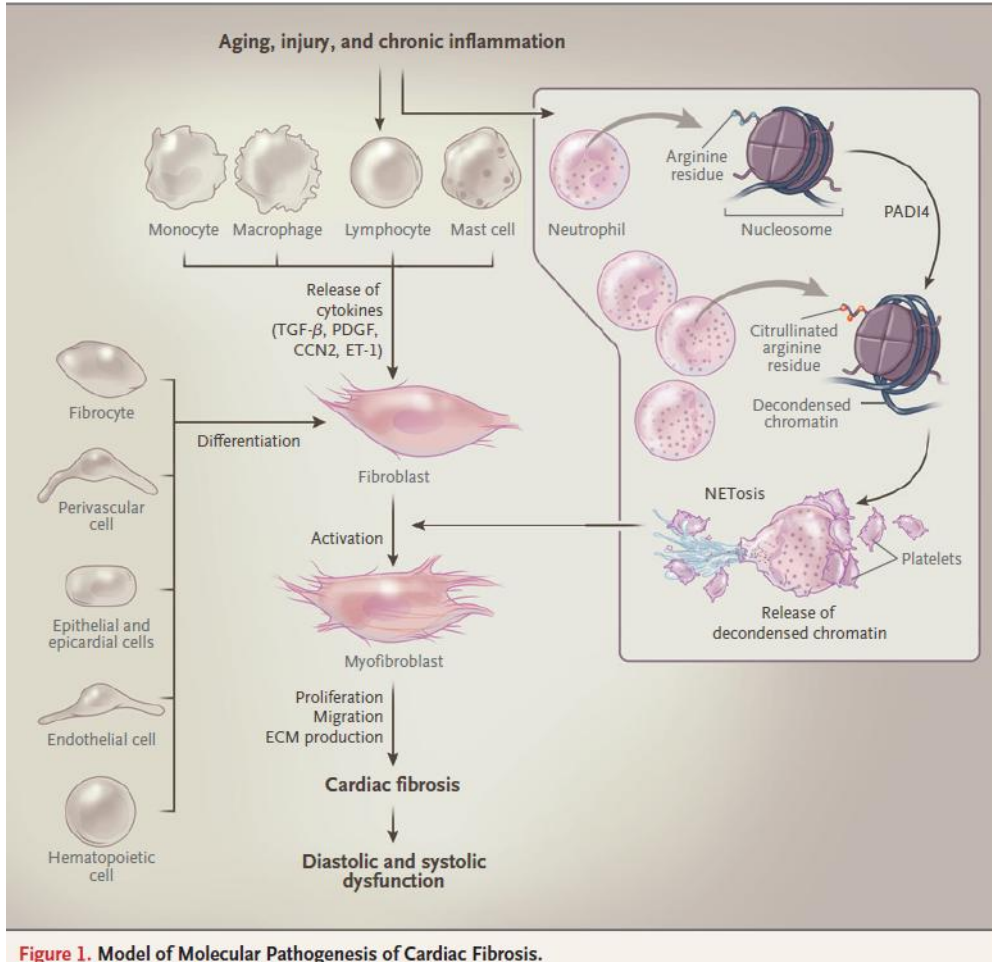 Aging, injury, and chronic inflammation
Monocyte
Macrophage
Lymphocyte
Mast cell
Neutrophil
Arginine
residue
Nucleosome
PADI4
Release of
cytokines
(TGF-β, PDGF,
CCN2, ET-1)
Citrullinated
arginine
residue
Decondensed
chromatin
Fibrocyte
Differentiation
Fibroblast
Perivascular
cell
Activation
NETosis
Platelets
Release of
decondensed chromatin
Epithelial and
epicardial cells
Myofibroblast
Proliferation
Migration
ECM production
Endothelial cell
Cardiac fibrosis
Hematopoietic
cell
Diastolic and systolic
dysfunction
Figure 1. Model of Molecular Pathogenesis of Cardiac Fibrosis.